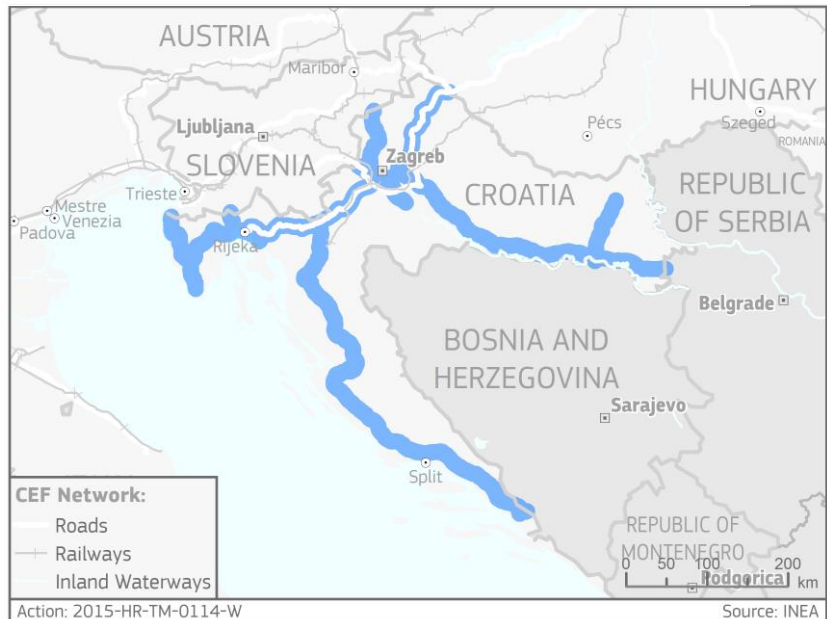 AUSTRIA
Maribor
HUNGARY
Pécs
Szeged
ROMANIA
Ljubljana
SLOVENIA
Zagreb
CROATIA
REPUBLIC
OF SERBIA
Trieste
Mestre
Venezia
Padova
Rijeka
Belgrade
BOSNIA AND
HERZEGOVINA
Sarajevo
Split
CEF Network:
Roads
Railways
Inland Waterways
REPUBLIC OF
MONTENEGRO
0 50 100 200
km
Podgorica
Action: 2015-HR-TM-0114-W
Source: INEA